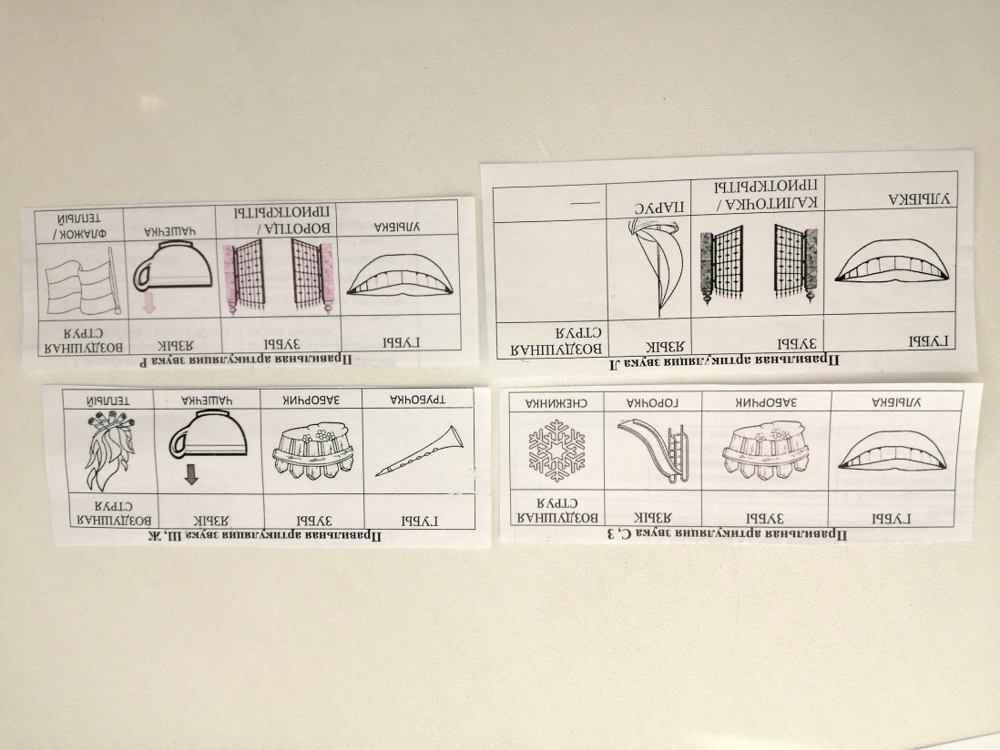 Правильная артикуляция звука С, З
ГУБЫ
ЗУБЫ
ЯЗЫК
ВОЗДУШНАЯ
СТРУЯ
УЛЫБКА
ЗАБОРЧИК
ГОРОЧКА
СНЕЖИНКА
Правильная артикуляция звука Ш, Ж
ГУБЫ
ЗУБЫ
ЯЗЫК
ВОЗДУШНАЯ
СТРУЯ
ТРУБОЧКА
ЗАБОРЧИК
ЧАШЕЧКА
ТЕПЛЫЙ
Правильная артикуляция звука Л
ГУБЫ
ЗУБЫ
ЯЗЫК
ВОЗДУШНАЯ
СТРУЯ
УЛЫБКА
КАЛИТОЧКА /
ПРИОТКРЫТЫ
ПАРУС
—
Правильная артикуляция звука Р
ГУБЫ
ЗУБЫ
ЯЗЫК
ВОЗДУШНАЯ
СТРУЯ
УЛЫБКА
ВОРОТЦА /
ПРИОТКРЫТЫ
ЧАШЕЧКА
ФЛАЖОК /
ТЕПЛЫЙ